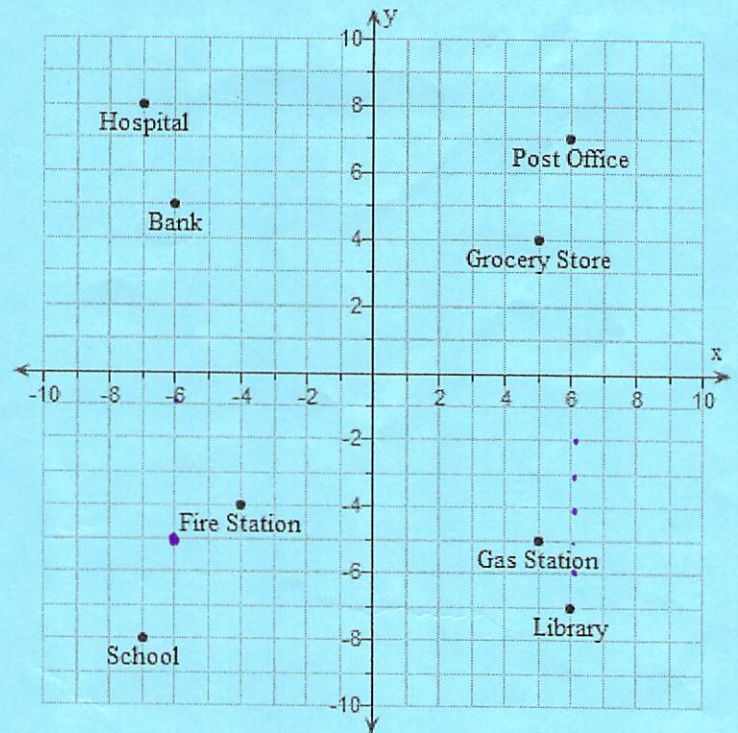 y
10
8
Hospital
Post Office
6
Bank
4
Grocery Store
2
x
-10 -8 -6 -4 -2 2 4 6 8 10
-2
-4
Fire Station
Gas Station
-6
Library
-8
School
-10